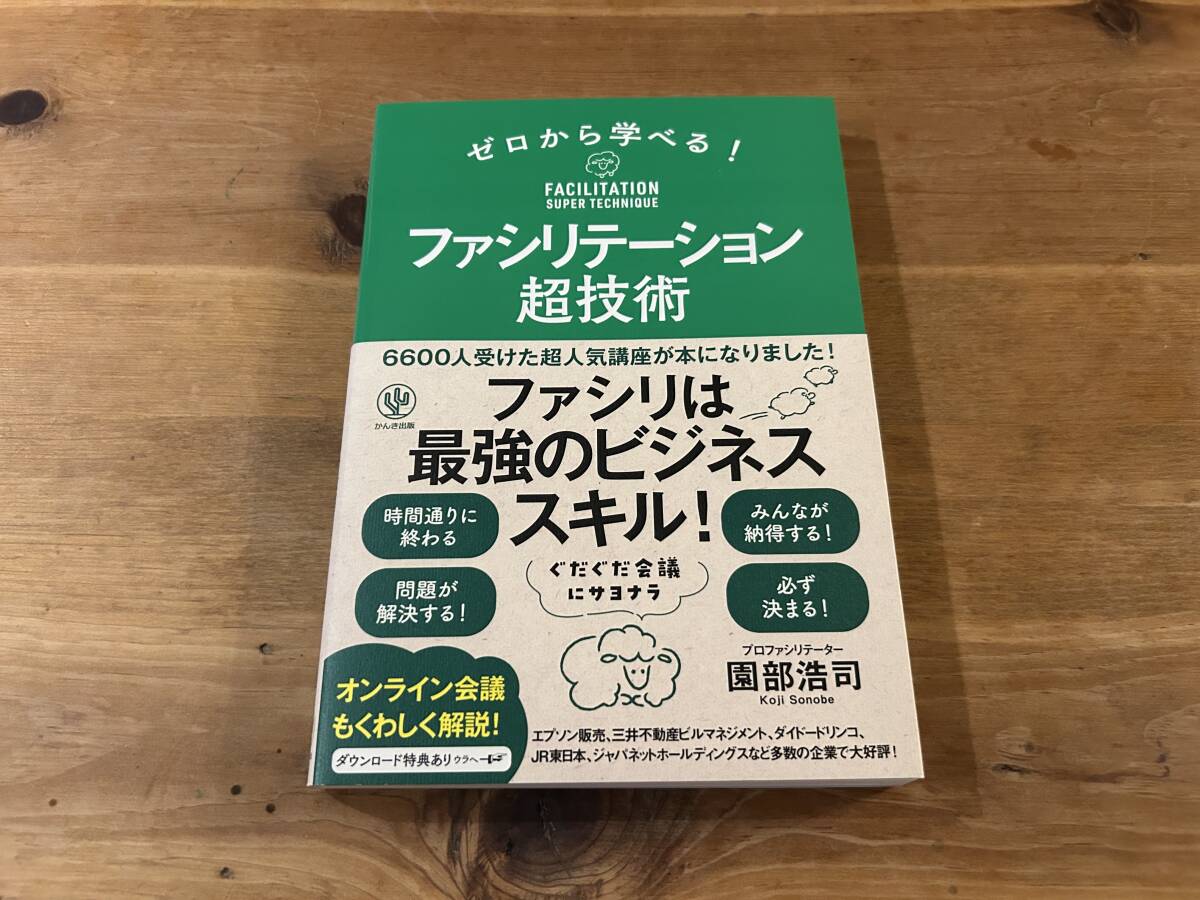 ゼロから学べる!
FACILITATION
SUPER TECHNIQUE
ファシリテーション
超技術
6600人受けた超人気講座が本になりました!
かんき出版
ファシリは
最強のビジネス
スキル!
時間通りに
終わる
みんなが
納得する!
問題が
解決する!
必ず
決まる!
ぐだぐだ会議
にサヨナラ
プロファシリテーター
園部浩司
Koji Sonobe
オンライン会議
もくわしく解説!
ダウンロード特典あり ウラへ
エプソン販売、三井不動産ビルマネジメント、ダイドードリンコ、
JR東日本、ジャパネットホールディングスなど多数の企業で大好評!